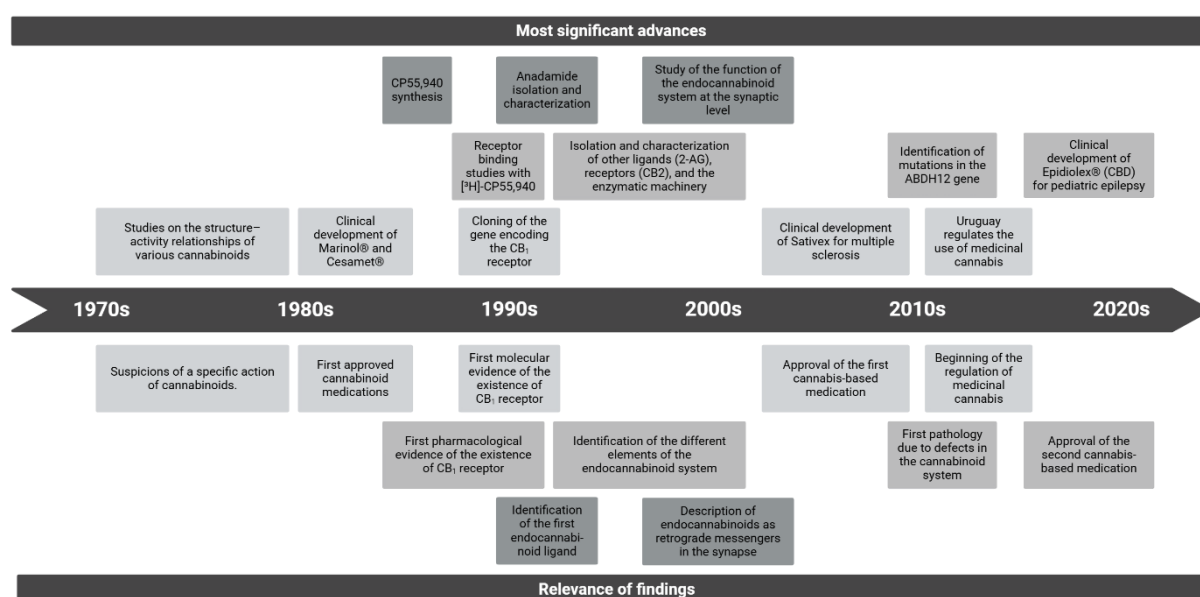 Most significant advances
CP55,940
synthesis
Anadamide
isolation and
characterization
Study of the function of
the endocannabinoid
system at the synaptic
level
Receptor
binding
studies with
[³H]-CP55,940
Isolation and characterization
of other ligands (2-AG),
receptors (CB2), and the
enzymatic machinery
Identification of
mutations in the
ABDH12 gene
Clinical
development of
Epidiolex® (CBD)
for pediatric epilepsy
Studies on the structure–
activity relationships of
various cannabinoids
Clinical
development of
Marinol® and
Cesamet®
Cloning of the
gene encoding
the CB₁
receptor
Clinical development
of Sativex for multiple
sclerosis
Uruguay
regulates the
use of medicinal
cannabis
1970s 1980s 1990s 2000s 2010s 2020s
Suspicions of a specific action
of cannabinoids.
First approved
cannabinoid
medications
First molecular
evidence of the
existence of
CB₁ receptor
Approval of the first
cannabis-based
medication
Beginning of the
regulation of
medicinal
cannabis
First pharmacological
evidence of the existence
of CB₁ receptor
Identification of the different
elements of the
endocannabinoid system
First pathology
due to defects in
the cannabinoid
system
Approval of the
second cannabis-
based medication
Identification
of the first
endocannabi-
noid ligand
Description of
endocannabinoids as
retrograde messengers
in the synapse
Relevance of findings